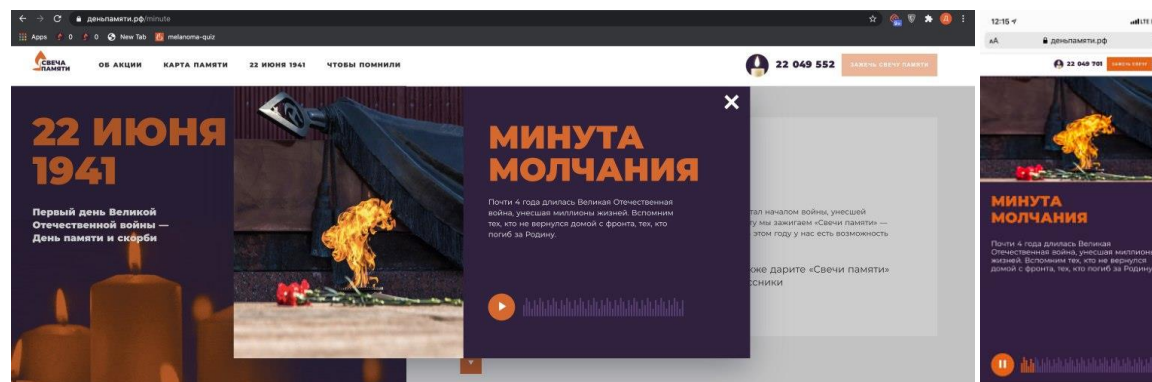 деньпамяти.рф/minute
Apps
0
0
New Tab
melanoma-quiz
СВЕЧА
ПАМЯТИ
ОБ АКЦИИ
КАРТА ПАМЯТИ
22 ИЮНЯ 1941
ЧТОБЫ ПОМНИЛИ
22 049 552
ЗАЖЕЧЬ СВЕЧУ ПАМЯТИ
22 ИЮНЯ
1941
Первый день Великой
Отечественной войны —
День памяти и скорби
МИНУТА
МОЛЧАНИЯ
Почти 4 года длилась Великая Отечественная
война, унесшая миллионы жизней. Вспомним
тех, кто не вернулся домой с фронта, тех, кто
погиб за Родину.
тал началом войны, унесшей
у мы зажигаем «Свечи памяти» —
этом году у нас есть возможность
кже дарите «Свечи памяти»
ссники
12:15
LTE
АА
деньпамяти.рф
22 049 701
ЗАЖЕЧЬ СВЕЧУ
МИНУТА
МОЛЧАНИЯ
Почти 4 года длилась Великая
Отечественная война, унесшая миллионы
жизней. Вспомним тех, кто не вернулся
домой с фронта, тех, кто погиб за Родину